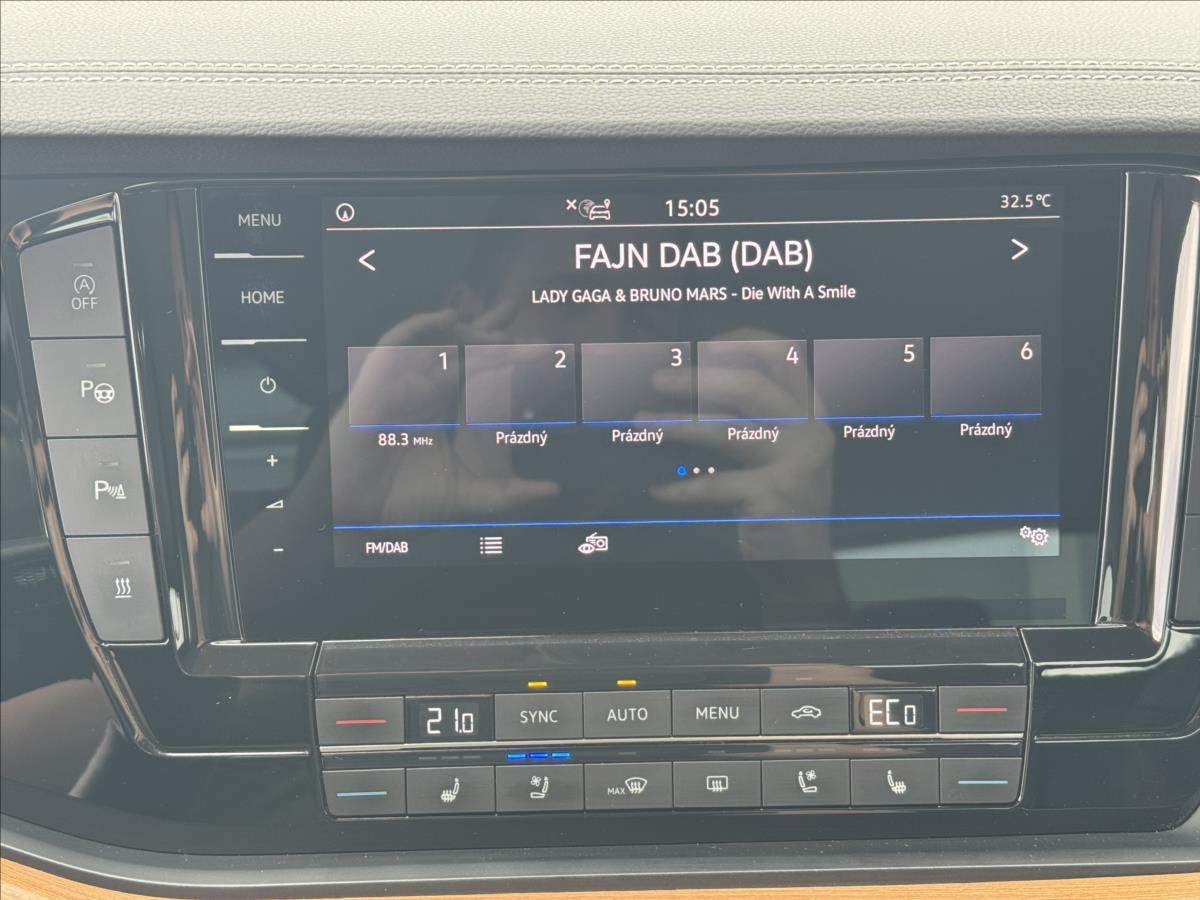 MENU
HOME
A
OFF
P
P
+
-
15:05
32.5°C
<
FAJN DAB (DAB)
>
LADY GAGA & BRUNO MARS - Die With A Smile
1
2
3
4
5
6
88.3 MHz
Prázdný
Prázdný
Prázdný
Prázdný
Prázdný
FM/DAB
21.0
SYNC
AUTO
MENU
ECO
MAX